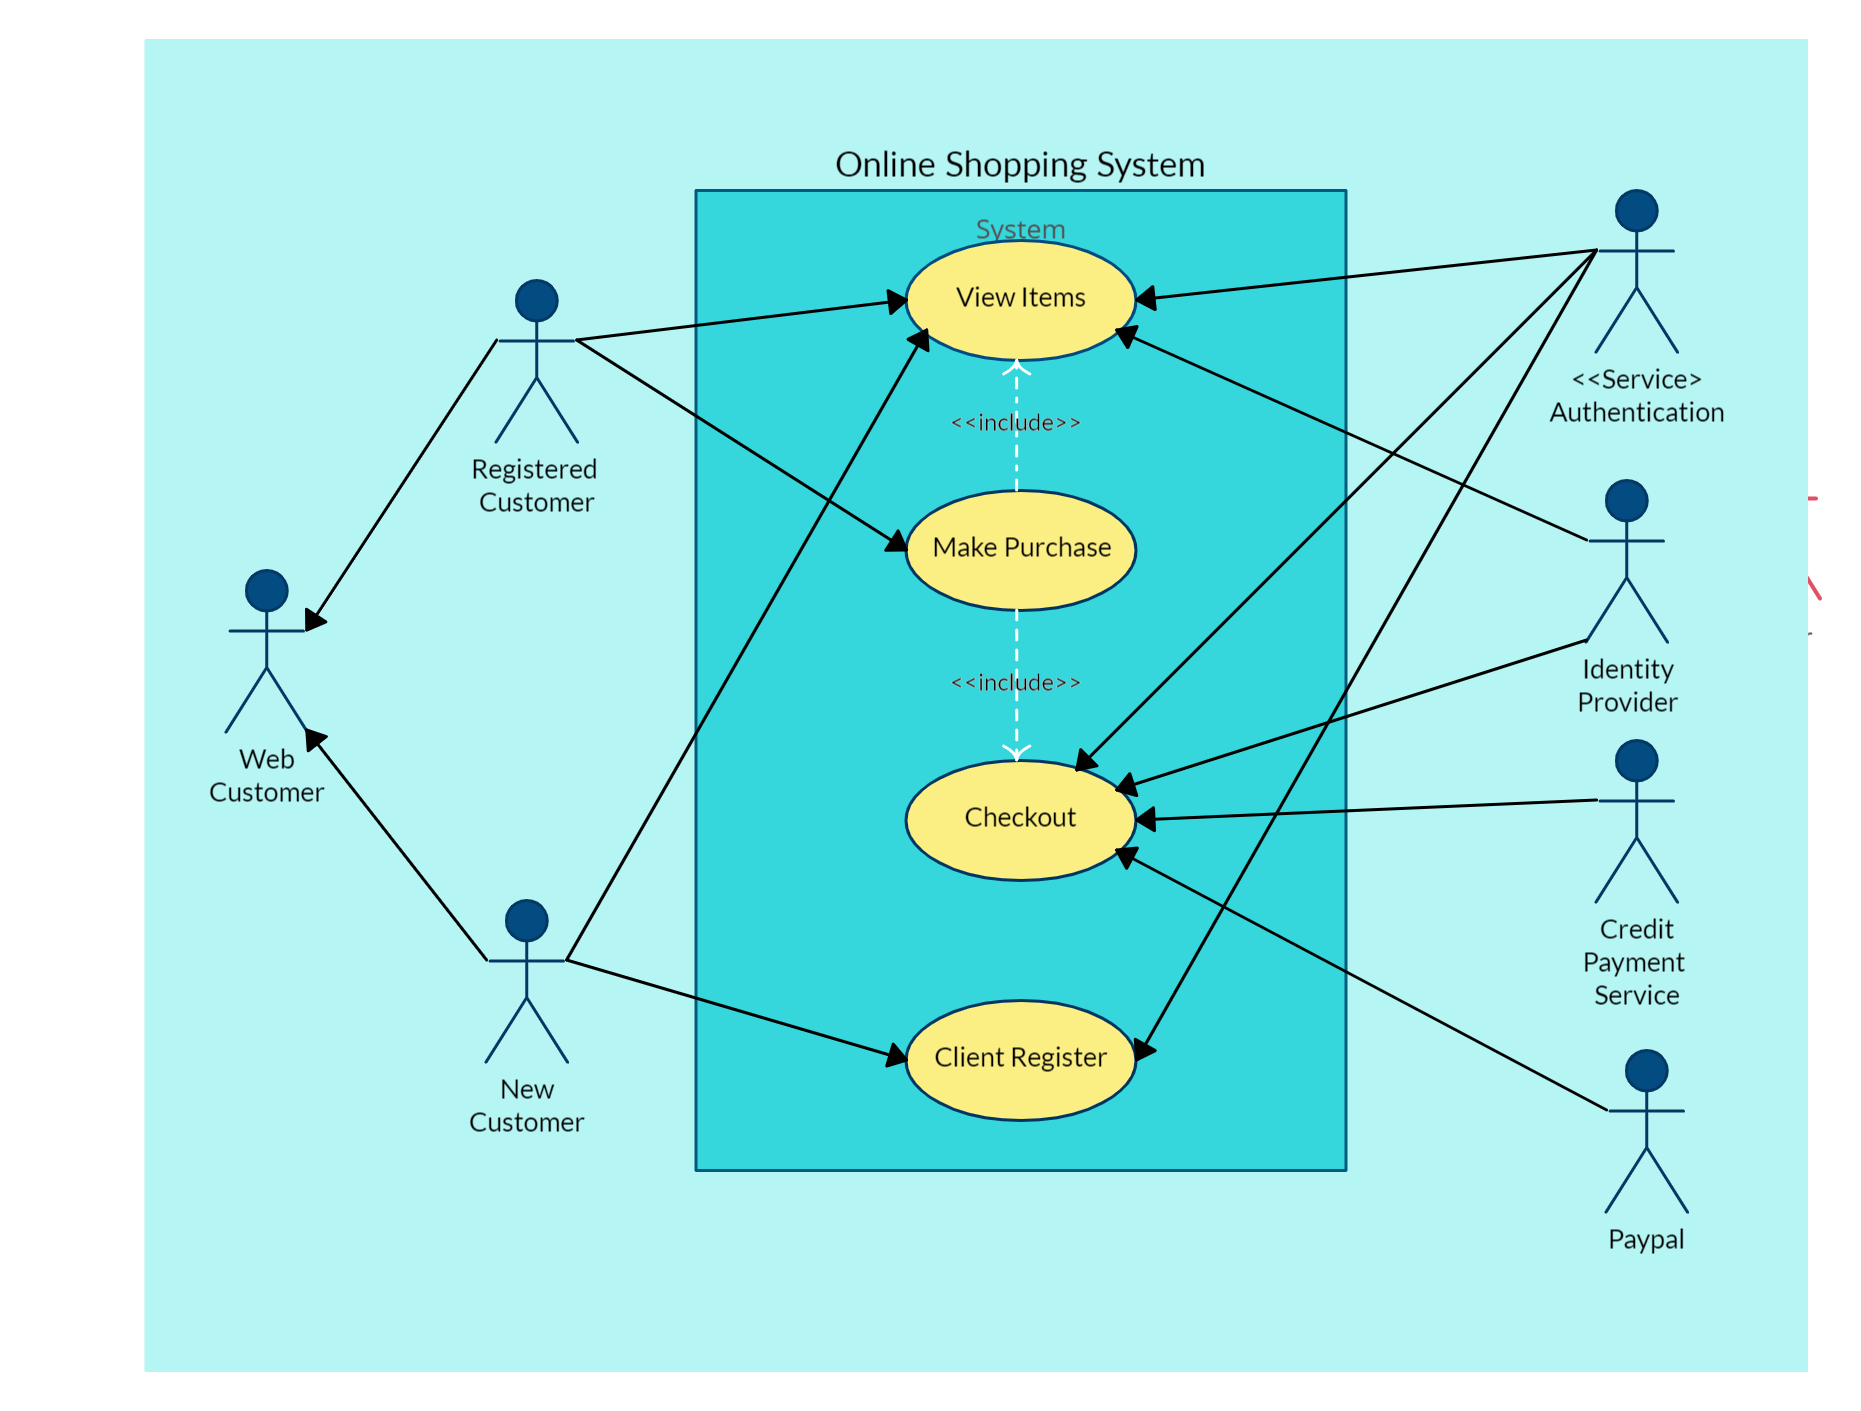 Online Shopping System
System
View Items
<<include>>
Make Purchase
<<include>>
Checkout
Client Register
Registered
Customer
Web
Customer
New
Customer
<<Service>
Authentication
Identity
Provider
Credit
Payment
Service
Paypal